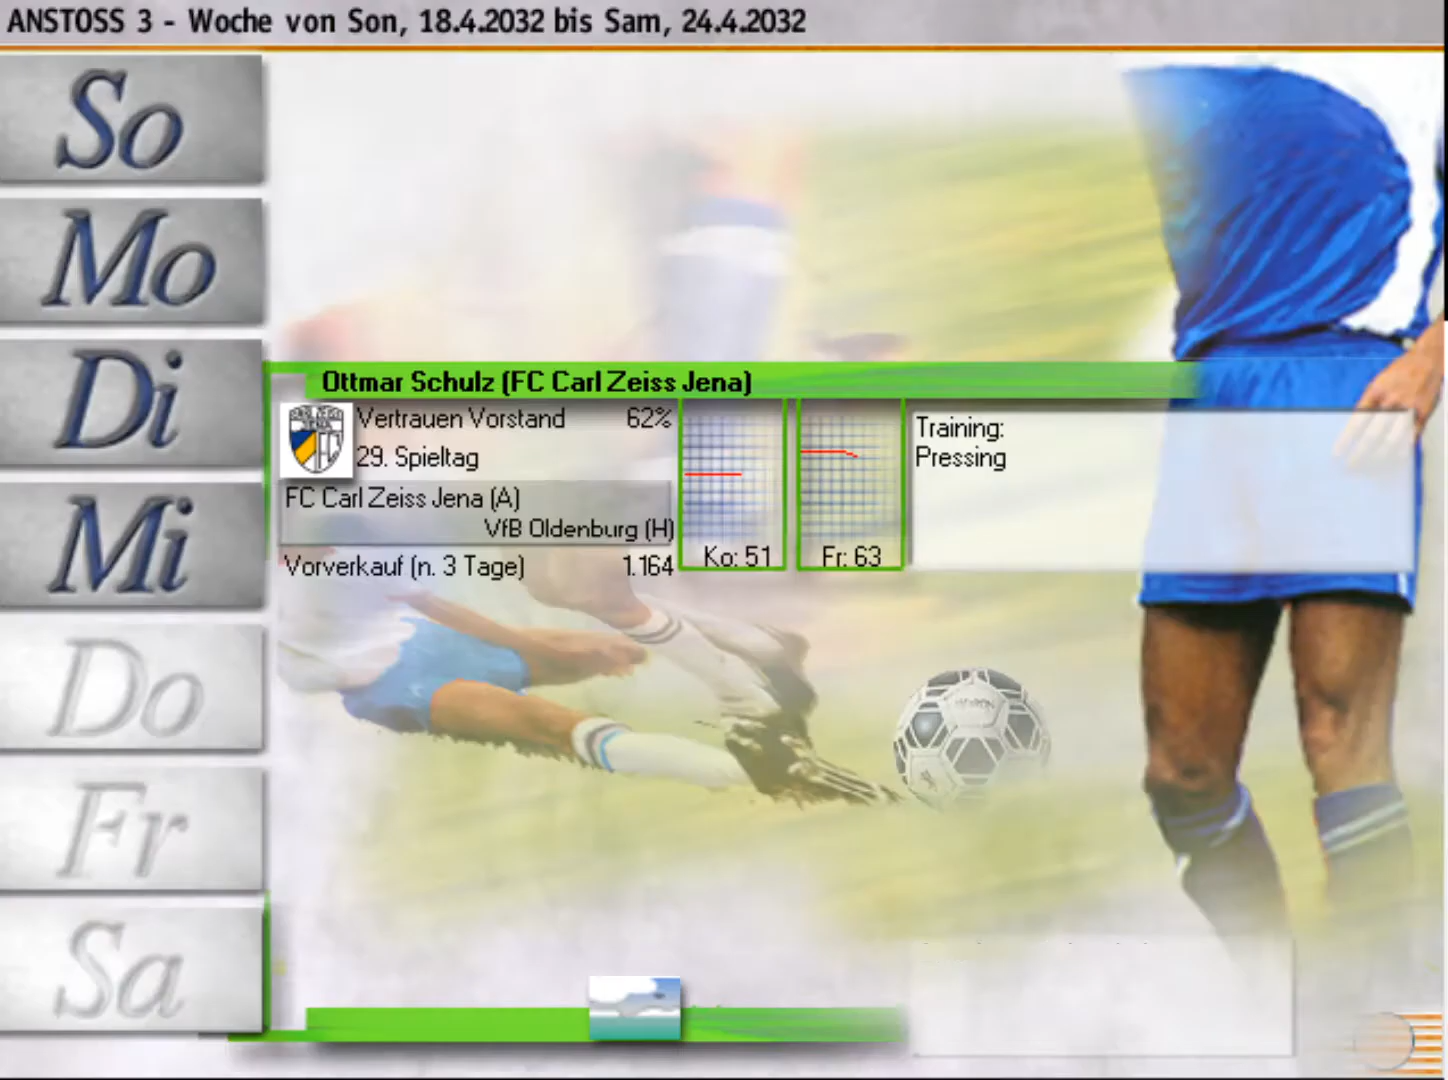 ANSTOSS 3 - Woche von Son, 18.4.2032 bis Sam, 24.4.2032
So
Mo
Di
Mi
Do
Fr
Sa
Ottmar Schulz (FC Carl Zeiss Jena)
Vertrauen Vorstand 62%
29. Spieltag
FC Carl Zeiss Jena (A)
VfB Oldenburg (H)
Vorverkauf (n. 3 Tage) 1.164
Ko: 51
Fr: 63
Training:
Pressing